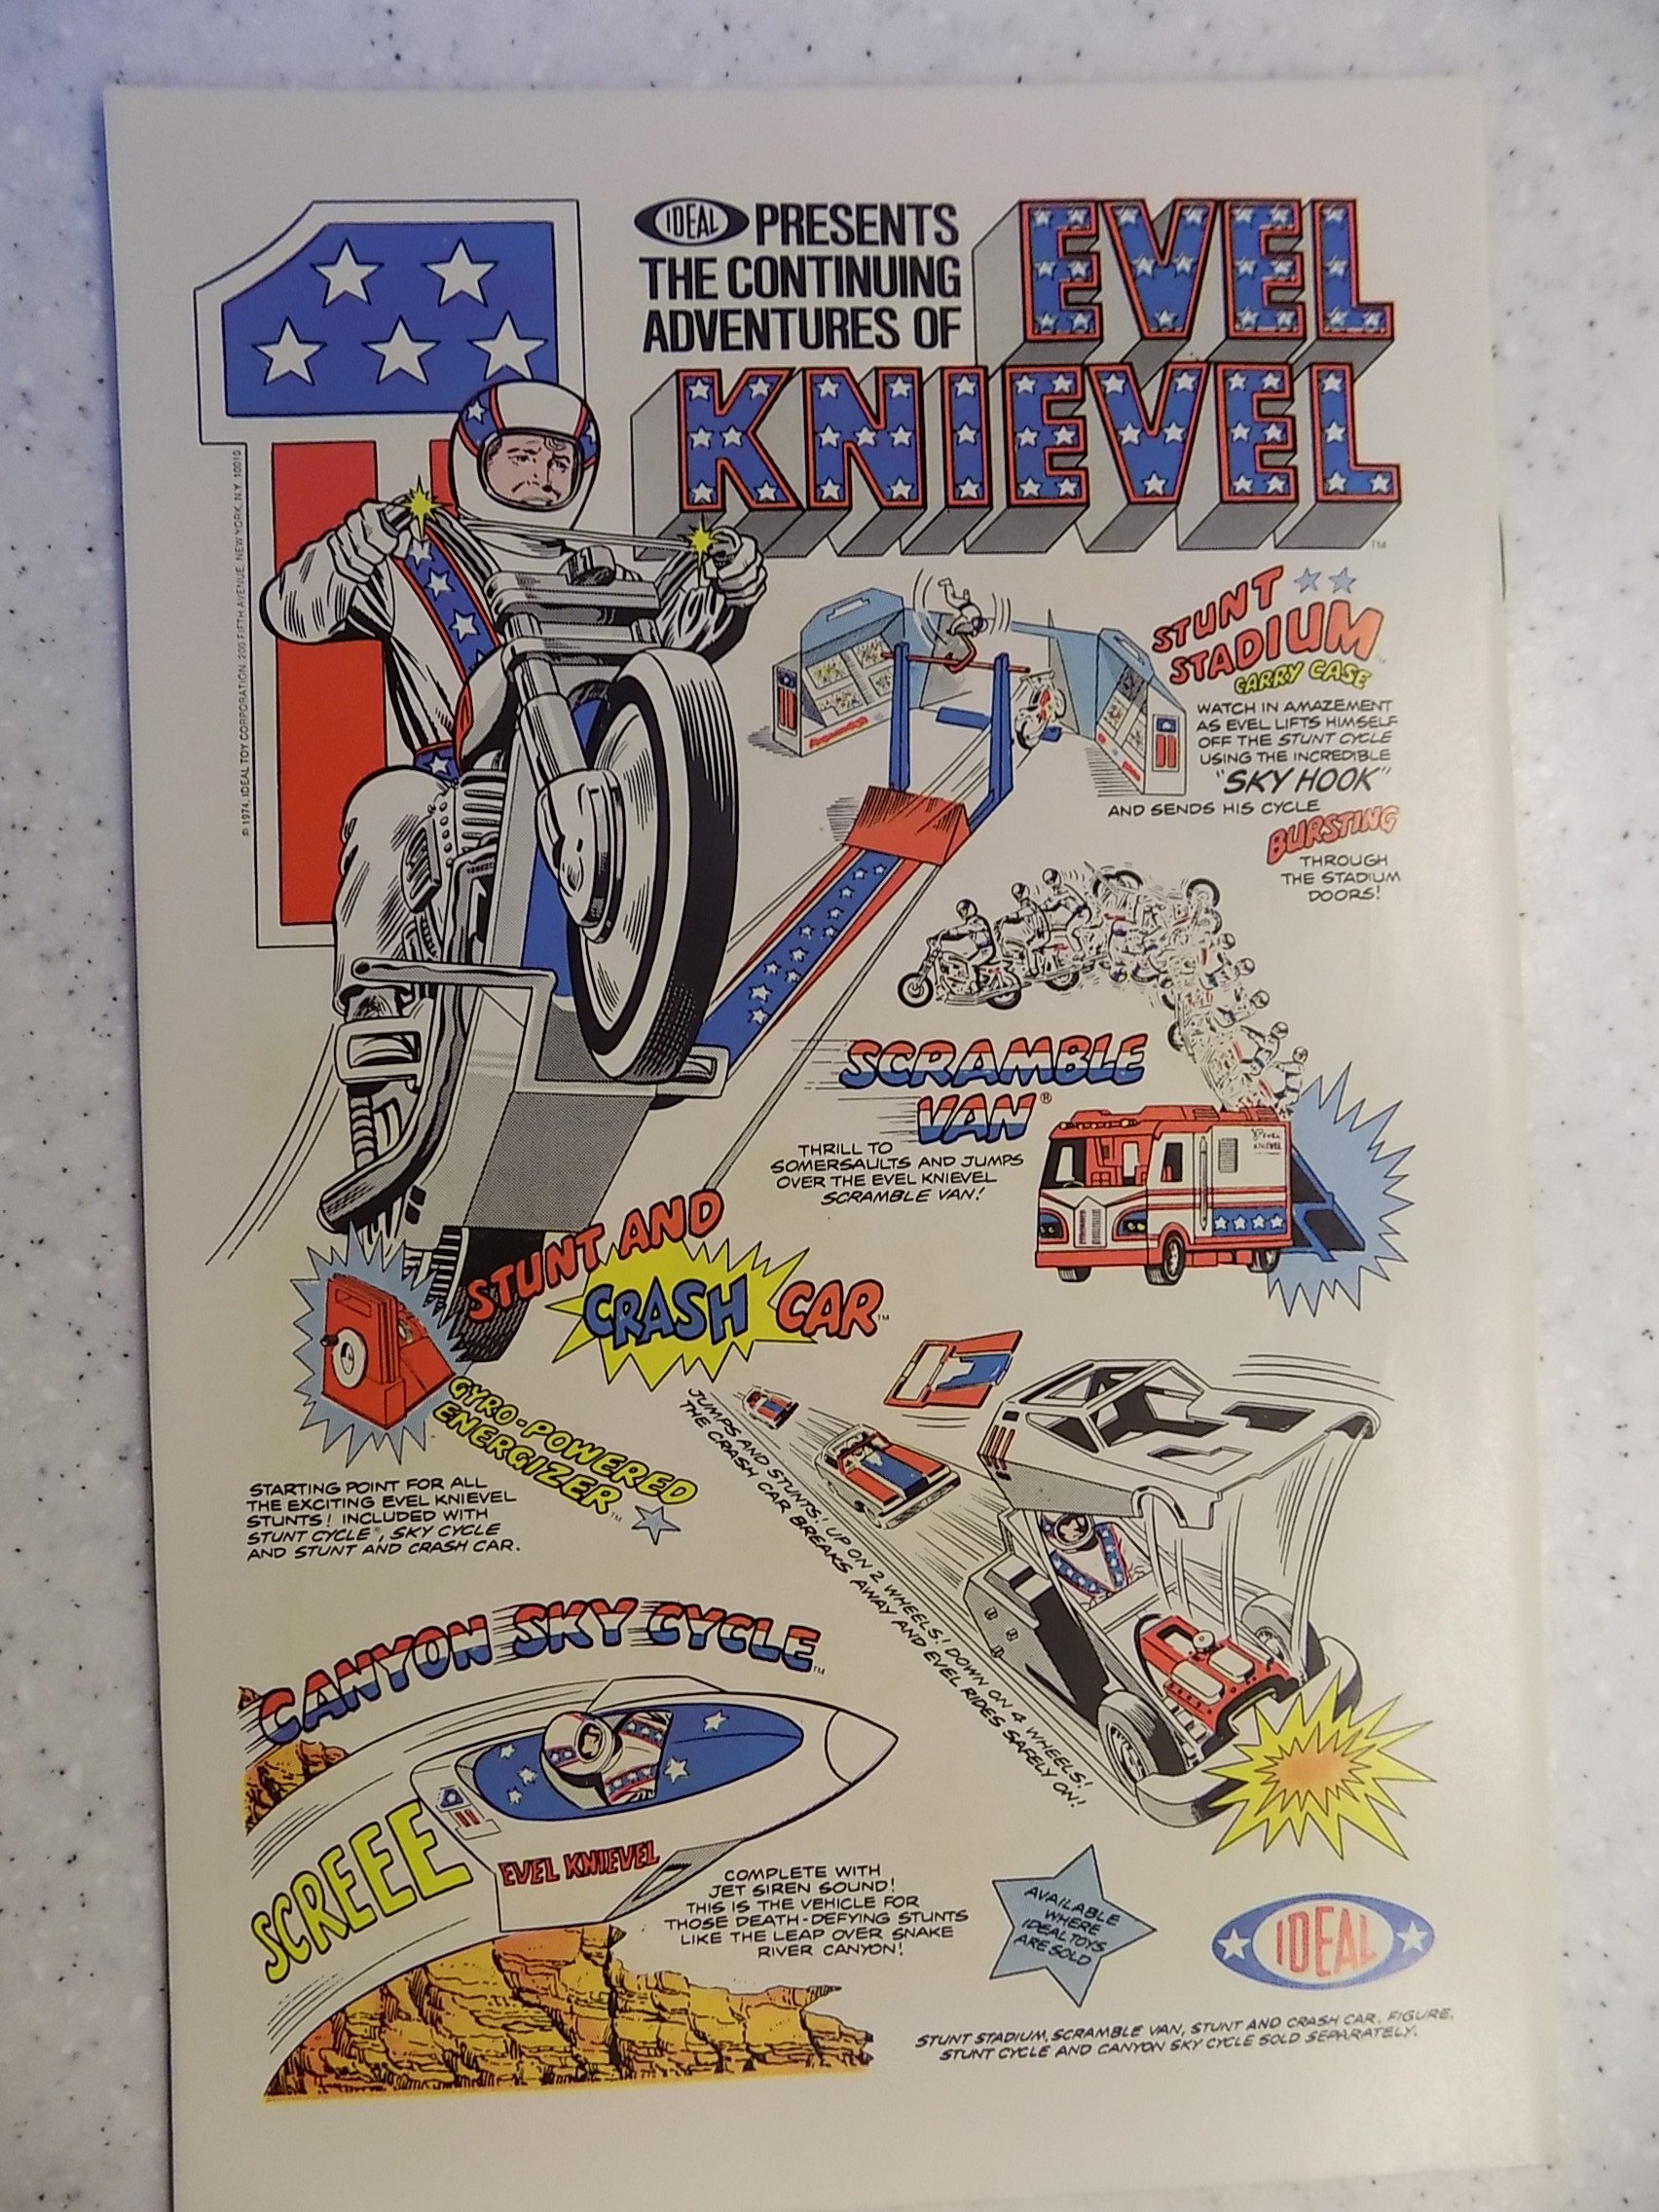 IDEAL PRESENTS
THE CONTINUING
ADVENTURES OF
EVEL
KNIEVEL
TM
© 1974, IDEAL TOY CORPORATION, 200 FIFTH AVENUE, NEW YORK, N.Y. 10010
STUNT
STADIUM
CARRY CASE
WATCH IN AMAZEMENT
AS EVEL LIFTS HIMSELF
OFF THE STUNT CYCLE
USING THE INCREDIBLE
"SKY HOOK"
AND SENDS HIS CYCLE
BURSTING
THROUGH
THE STADIUM
DOORS!
SCRAMBLE
VAN®
THRILL TO
SOMERSAULTS AND JUMPS
OVER THE EVEL KNIEVEL
SCRAMBLE VAN!
EVEL
KNIEVEL
STUNT AND
CRASH CAR™
GYRO-POWERED
ENERGIZER™
STARTING POINT FOR ALL
THE EXCITING EVEL KNIEVEL
STUNTS! INCLUDED WITH
STUNT CYCLE®, SKY CYCLE
AND STUNT AND CRASH CAR.
JUMPS AND STUNTS! UP ON 2 WHEELS! DOWN ON 4 WHEELS!
THE CRASH CAR BREAKS AWAY AND EVEL RIDES SAFELY ON!
CANYON SKY CYCLE™
SCREEE
EVEL KNIEVEL
COMPLETE WITH
JET SIREN SOUND!
THIS IS THE VEHICLE FOR
THOSE DEATH-DEFYING STUNTS
LIKE THE LEAP OVER SNAKE
RIVER CANYON!
AVAILABLE
WHERE
IDEAL TOYS
ARE SOLD
IDEAL
STUNT STADIUM, SCRAMBLE VAN, STUNT AND CRASH CAR, FIGURE,
STUNT CYCLE AND CANYON SKY CYCLE SOLD SEPARATELY.